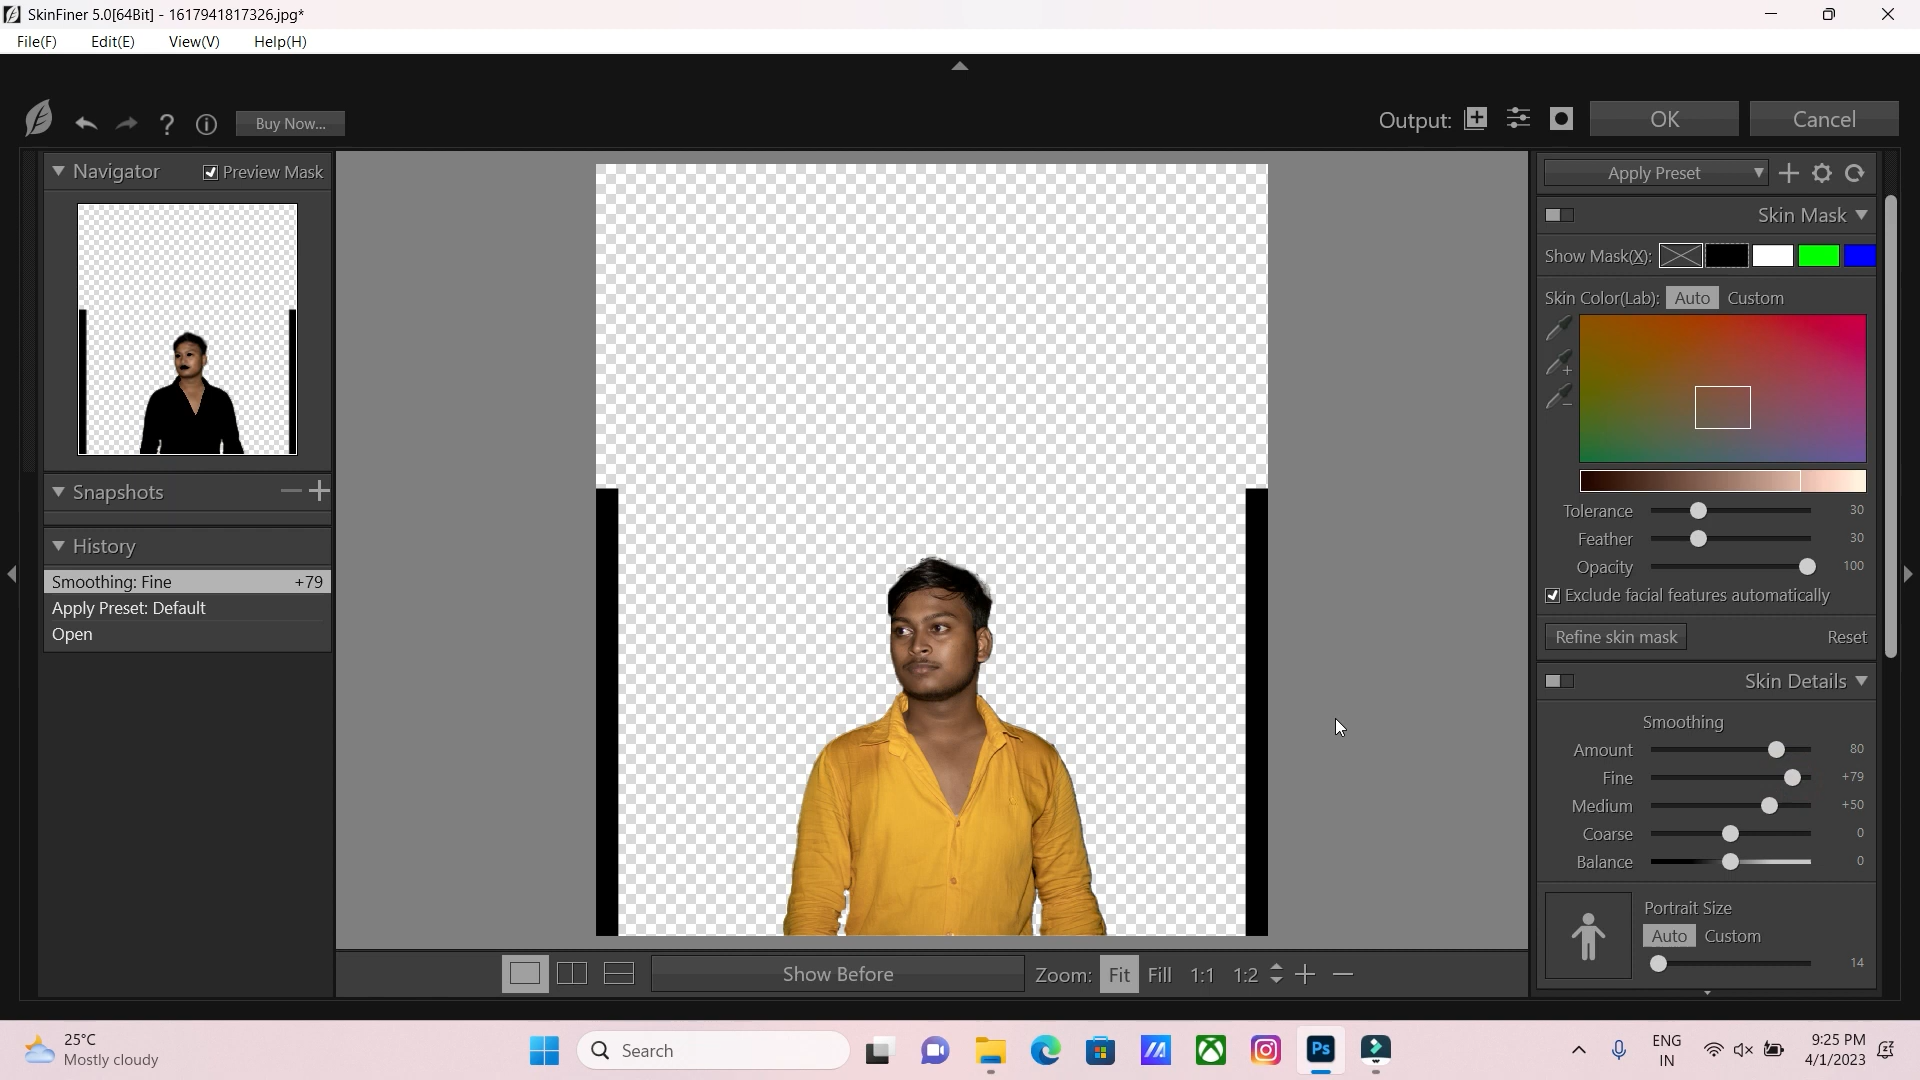 SkinFiner 5.0[64Bit] - 1617941817326.jpg*
File(F) Edit(E) View(V) Help(H)
Buy Now...
Output: OK Cancel
Navigator Preview Mask
Snapshots
History
Smoothing: Fine +79
Apply Preset: Default
Open
Apply Preset
Skin Mask
Show Mask(X):
Skin Color(Lab): Auto Custom
Tolerance 30
Feather 30
Opacity 100
Exclude facial features automatically
Refine skin mask Reset
Skin Details
Smoothing
Amount 80
Fine +79
Medium +50
Coarse 0
Balance 0
Portrait Size
Auto Custom
14
Show Before Zoom: Fit Fill 1:1 1:2
25°C
Mostly cloudy
Search
Ps
ENG
IN
9:25 PM
4/1/2023